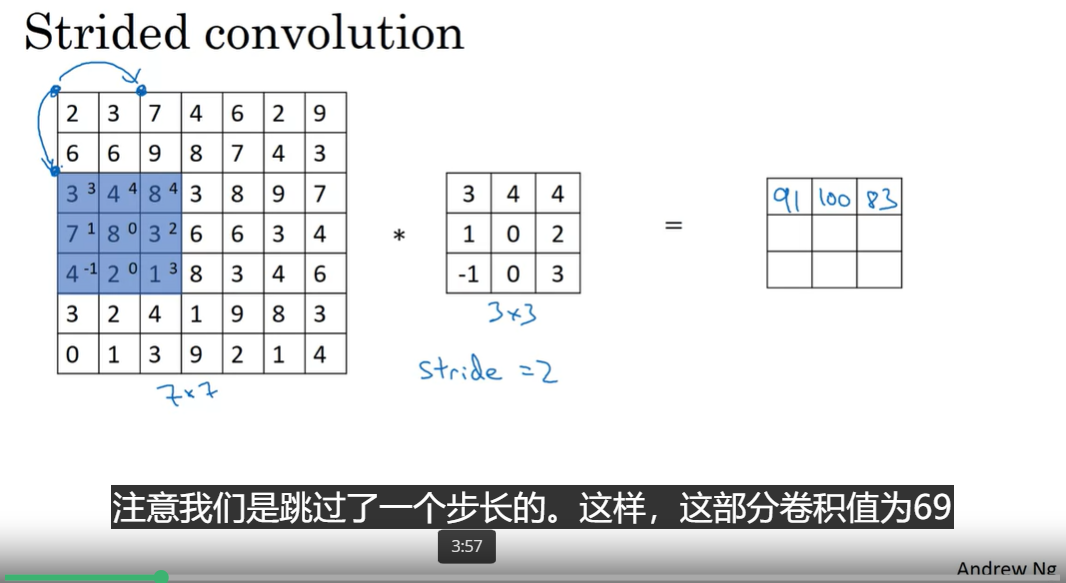 Strided convolution
2 3 7 4 6 2 9
6 6 9 8 7 4 3
3 3 4 4 8 4 3 8 9 7
7 1 8 0 3 2 6 6 3 4
4 -1 2 0 1 3 8 3 4 6
3 2 4 1 9 8 3
0 1 3 9 2 1 4
7×7
*
3 4 4
1 0 2
-1 0 3
3×3
stride = 2
=
91 100 83
注意我们是跳过了一个步长的。这样，这部分卷积值为69
3:57
Andrew Ng